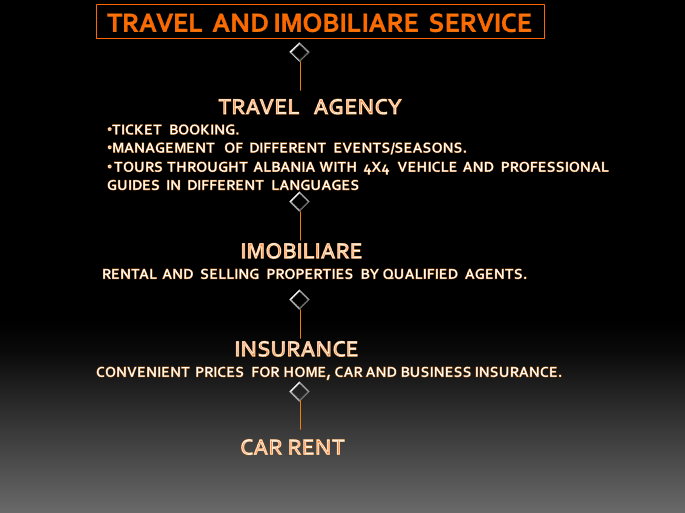 TRAVEL AND IMOBILIARE SERVICE
TRAVEL AGENCY
•TICKET BOOKING.
•MANAGEMENT OF DIFFERENT EVENTS/SEASONS.
•TOURS THROUGHT ALBANIA WITH 4X4 VEHICLE AND PROFESSIONAL
GUIDES IN DIFFERENT LANGUAGES
IMOBILIARE
RENTAL AND SELLING PROPERTIES BY QUALIFIED AGENTS.
INSURANCE
CONVENIENT PRICES FOR HOME, CAR AND BUSINESS INSURANCE.
CAR RENT